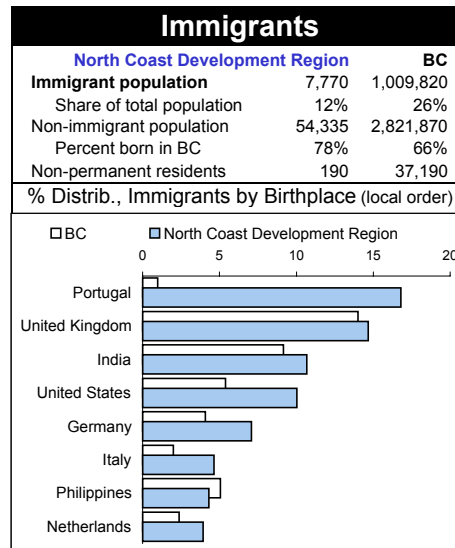 Immigrants
North Coast Development Region BC
Immigrant population 7,770 1,009,820
Share of total population 12% 26%
Non-immigrant population 54,335 2,821,870
Percent born in BC 78% 66%
Non-permanent residents 190 37,190
% Distrib., Immigrants by Birthplace (local order)
BC North Coast Development Region
0 5 10 15 20
Portugal
United Kingdom
India
United States
Germany
Italy
Philippines
Netherlands